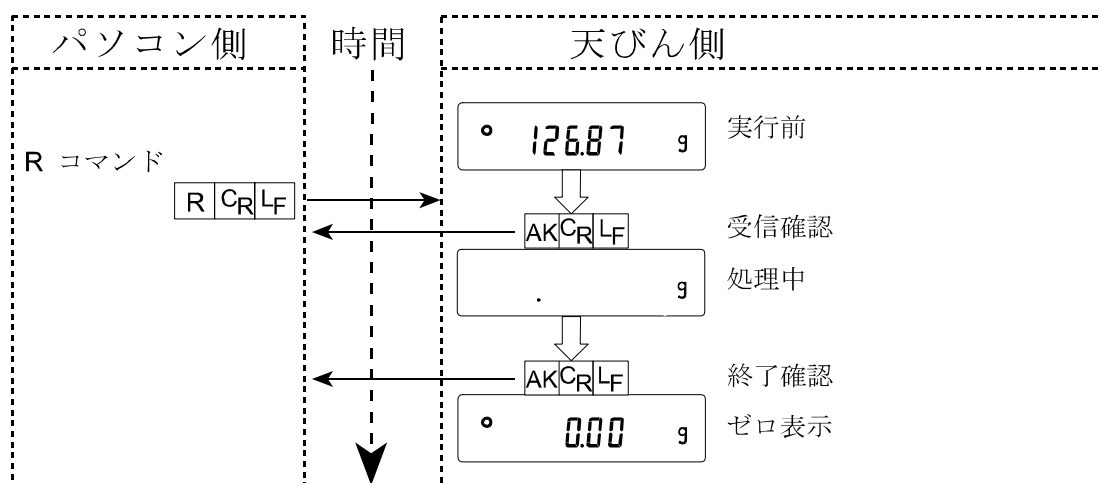 パソコン側 時間 天びん側
126.87 g 実行前
R コマンド
R CR LF
AK CR LF 受信確認
. g 処理中
AK CR LF 終了確認
0.00 g ゼロ表示